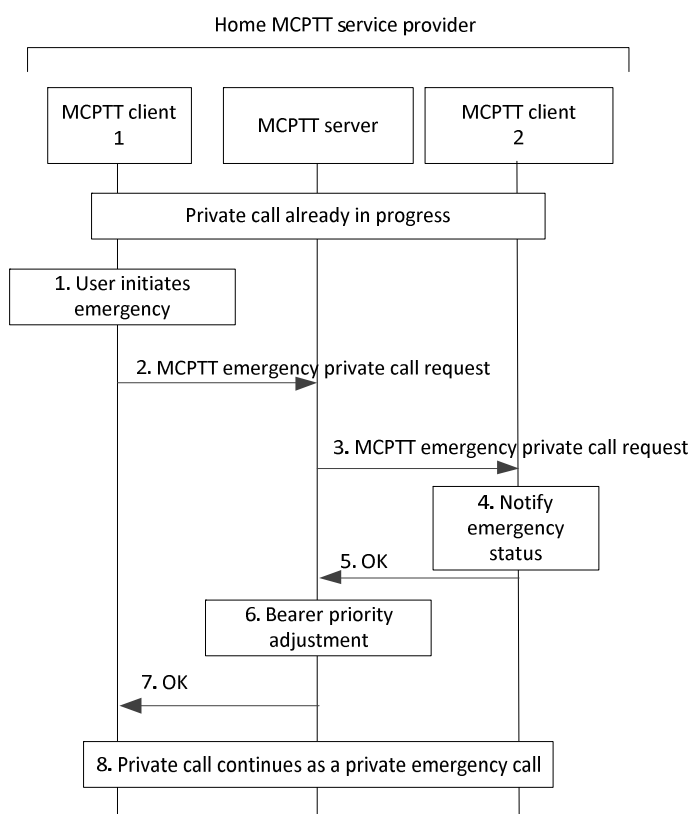 Home MCPTT service provider
MCPTT client
1
MCPTT server
MCPTT client
2
Private call already in progress
1. User initiates
emergency
2. MCPTT emergency private call request
3. MCPTT emergency private call request
4. Notify
emergency
status
5. OK
6. Bearer priority
adjustment
7. OK
8. Private call continues as a private emergency call